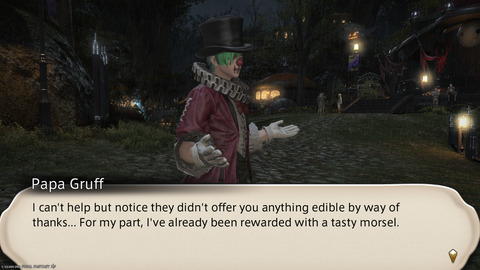 Papa Gruff
I can't help but notice they didn't offer you anything edible by way of
thanks... For my part, I've already been rewarded with a tasty morsel.